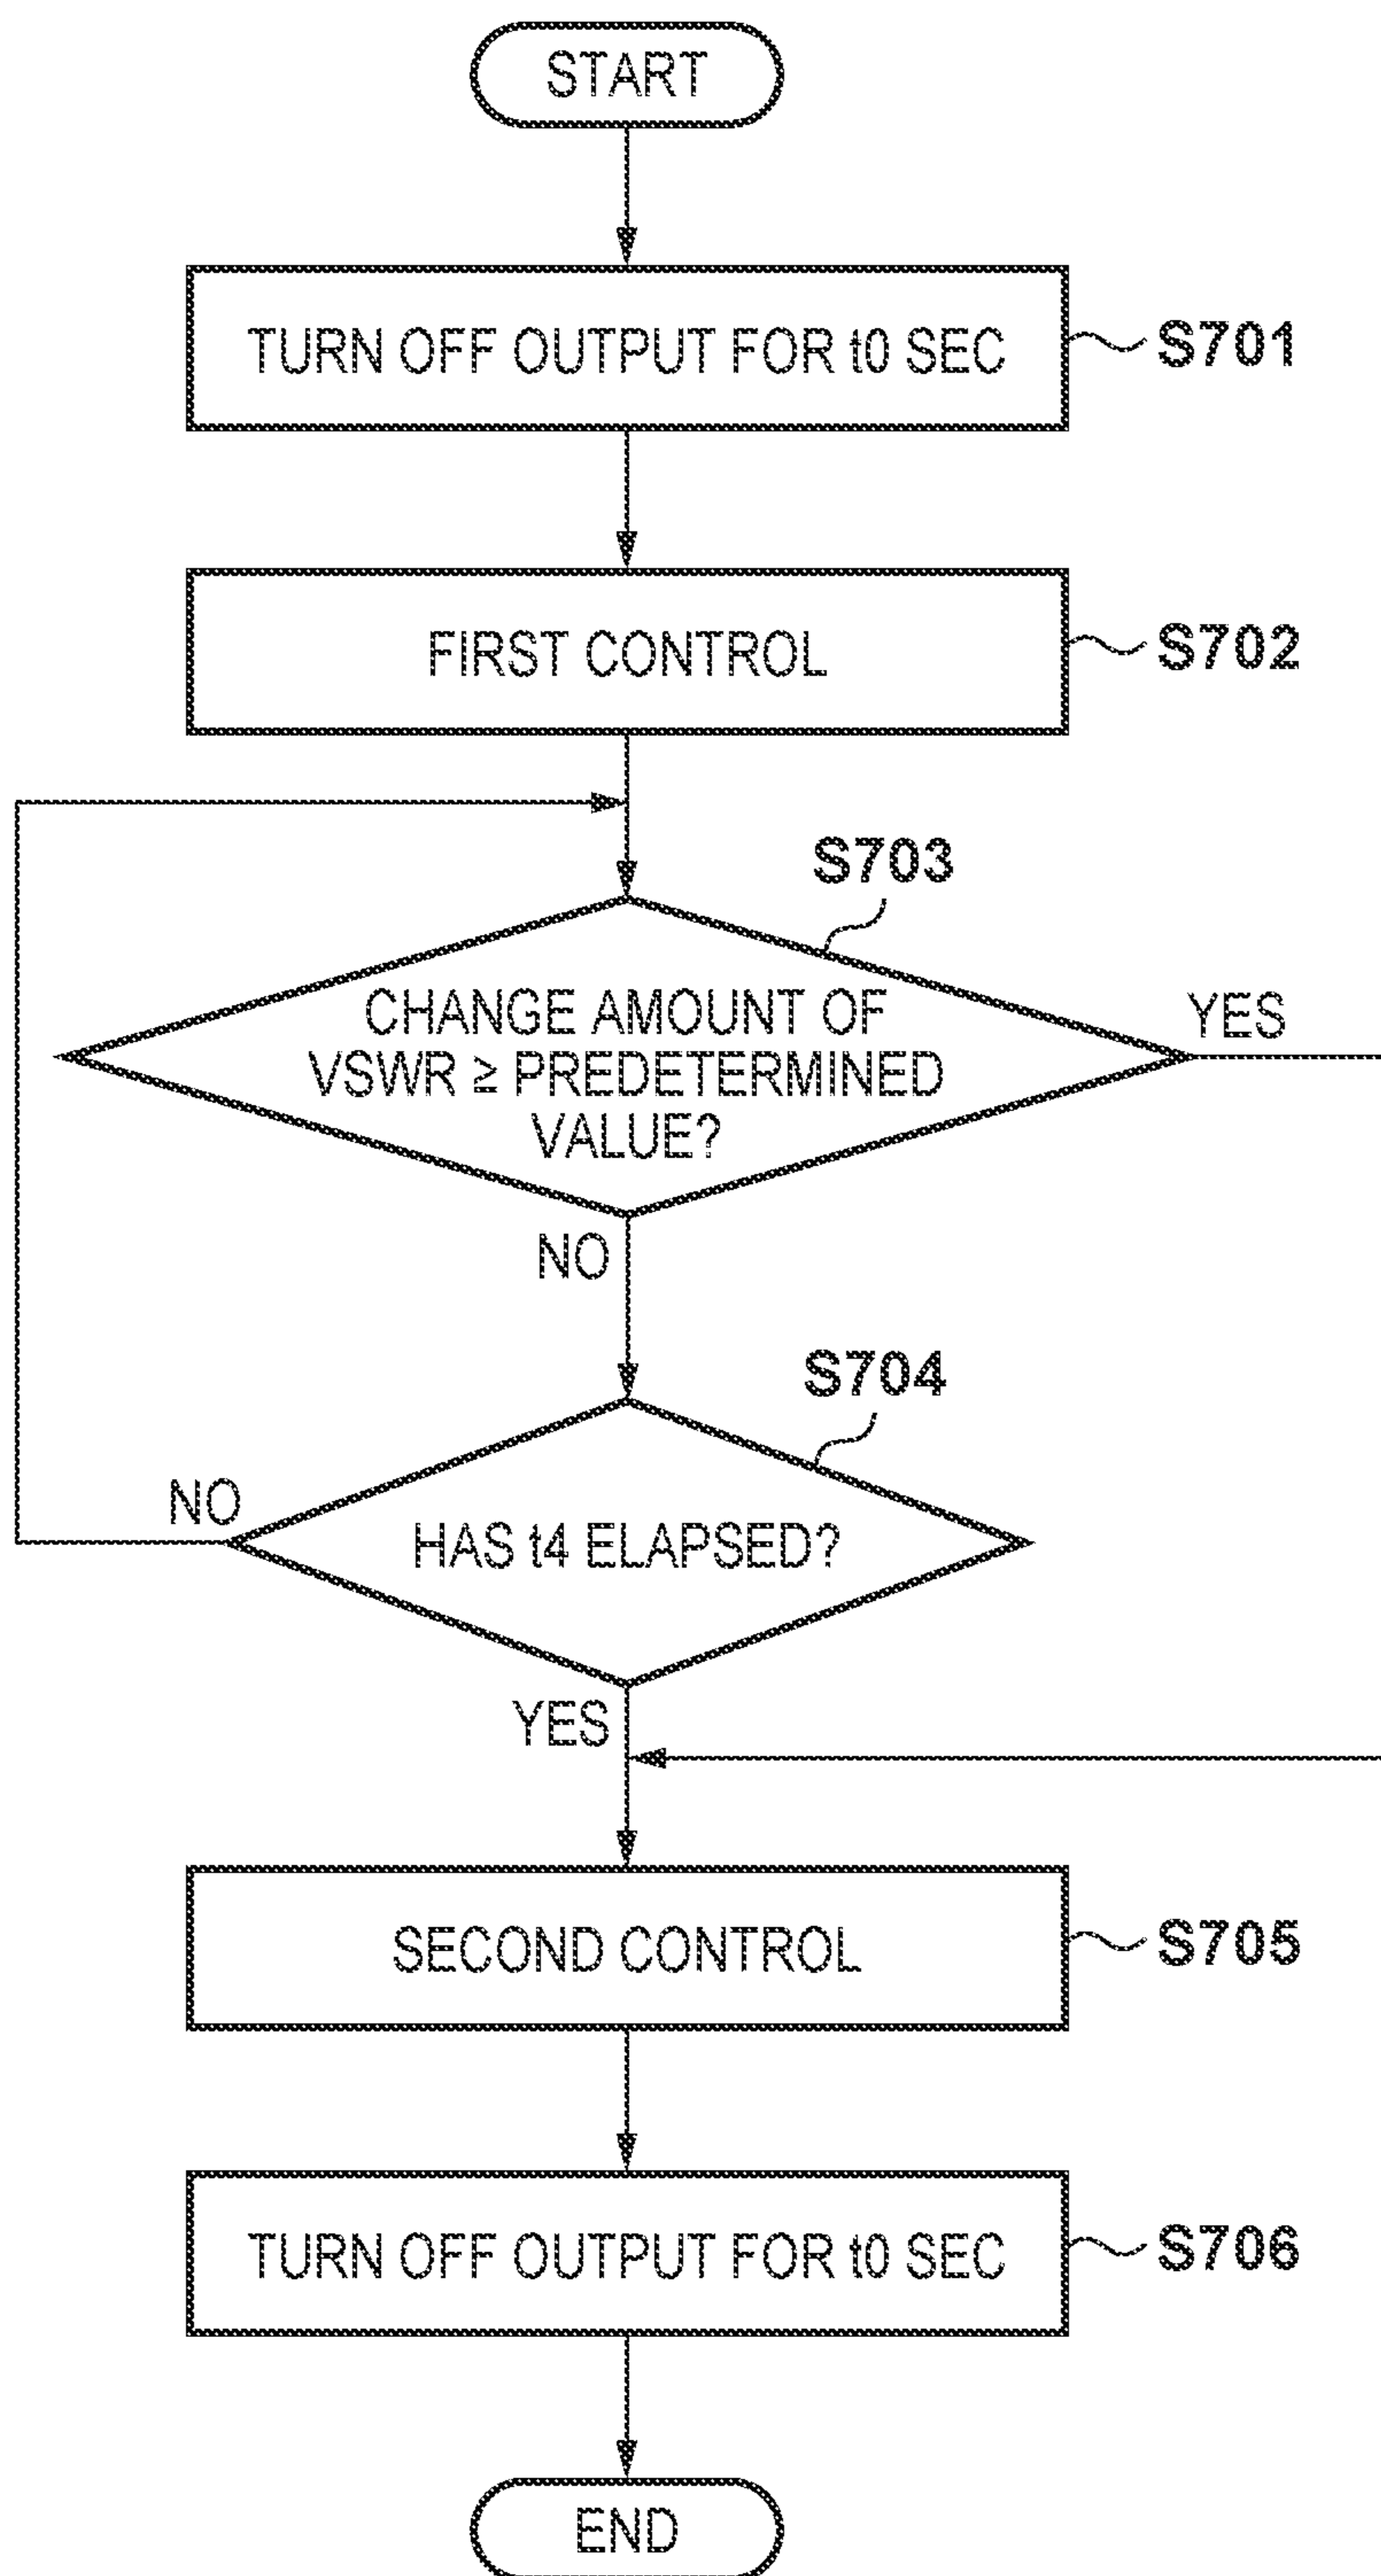 START
TURN OFF OUTPUT FOR t0 SEC
S701
FIRST CONTROL
S702
S703
CHANGE AMOUNT OF
VSWR ≥ PREDETERMINED
VALUE?
YES
NO
S704
HAS t4 ELAPSED?
NO
YES
SECOND CONTROL
S705
TURN OFF OUTPUT FOR t0 SEC
S706
END